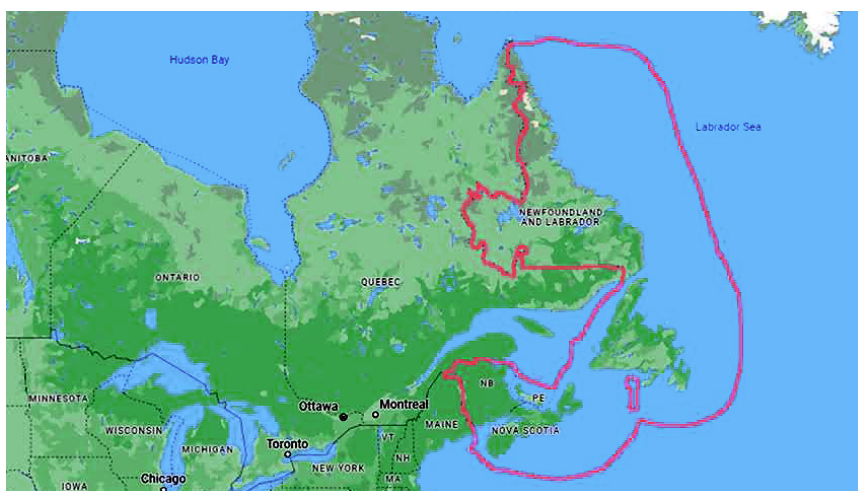 Hudson Bay
Labrador Sea
ANITOBA
NEWFOUNDLAND
AND LABRADOR
ONTARIO
QUEBEC
MINNESOTA
Ottawa
Montreal
NB
PE
WISCONSIN
MICHIGAN
Toronto
VT
MAINE
NOVA SCOTIA
NH
NEW YORK
Chicago
MA
IOWA